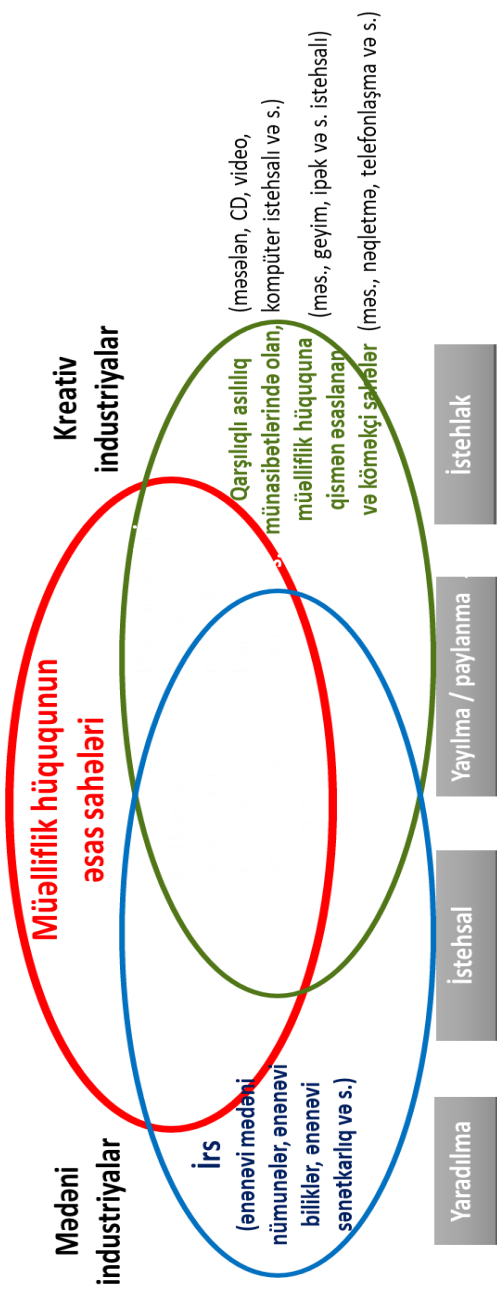 Mədəni
industriyalar
Kreativ
industriyalar
Müəlliflik hüququnun
əsas sahələri
İrs
(ənənəvi mədəni
nümunələr, ənənəvi
biliklər, ənənəvi
sənətkarlıq və s.)
Qarşılıqlı asılılıq
münasibətlərində olan,
müəlliflik hüququna
qismən əsaslanan
və köməkçi sahələr
(məsələn, CD, video,
kompüter istehsalı və s.)
(məs., geyim, ipək və s. istehsalı)
(məs., nəqletmə, telefonlaşma və s.)
Yaradılma
İstehsal
Yayılma / paylanma
İstehlak